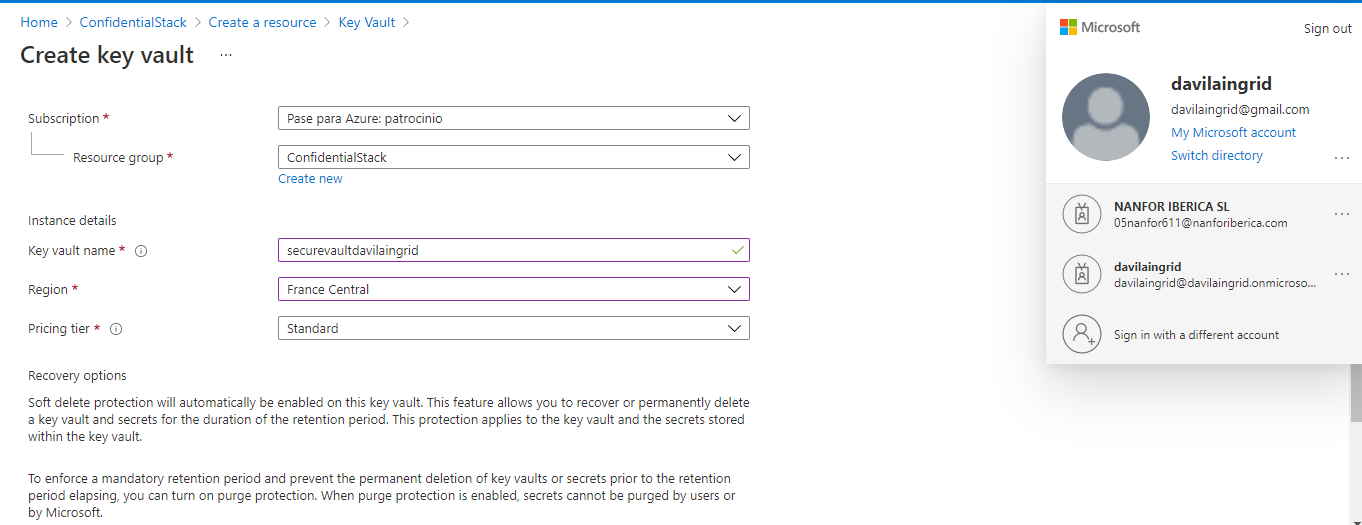 Home > ConfidentialStack > Create a resource > Key Vault >
Create key vault ...
Subscription *
Pase para Azure: patrocinio
Resource group *
ConfidentialStack
Create new
Instance details
Key vault name *
securevaultdavilaingrid
Region *
France Central
Pricing tier *
Standard
Recovery options
Soft delete protection will automatically be enabled on this key vault. This feature allows you to recover or permanently delete
a key vault and secrets for the duration of the retention period. This protection applies to the key vault and the secrets stored
within the key vault.
To enforce a mandatory retention period and prevent the permanent deletion of key vaults or secrets prior to the retention
period elapsing, you can turn on purge protection. When purge protection is enabled, secrets cannot be purged by users or
by Microsoft.
Microsoft
Sign out
davilaingrid
davilaingrid@gmail.com
My Microsoft account
Switch directory
...
NANFOR IBERICA SL
05nanfor611@nanforiberica.com
...
davilaingrid
davilaingrid@davilaingrid.onmicroso...
...
Sign in with a different account